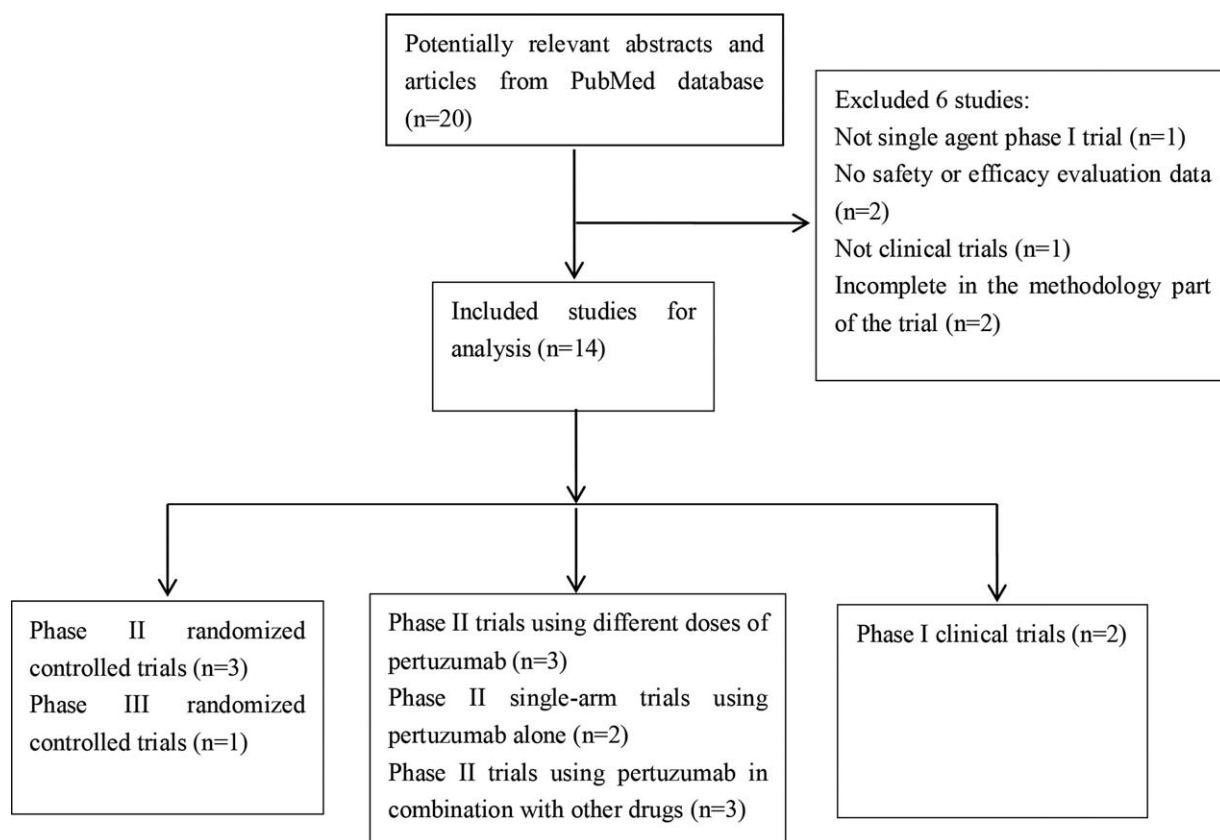 Potentially relevant abstracts and
articles from PubMed database
(n=20)
Excluded 6 studies:
Not single agent phase I trial (n=1)
No safety or efficacy evaluation data
(n=2)
Not clinical trials (n=1)
Incomplete in the methodology part
of the trial (n=2)
Included studies for
analysis (n=14)
Phase II randomized
controlled trials (n=3)
Phase III randomized
controlled trials (n=1)
Phase II trials using different doses of
pertuzumab (n=3)
Phase II single-arm trials using
pertuzumab alone (n=2)
Phase II trials using pertuzumab in
combination with other drugs (n=3)
Phase I clinical trials (n=2)